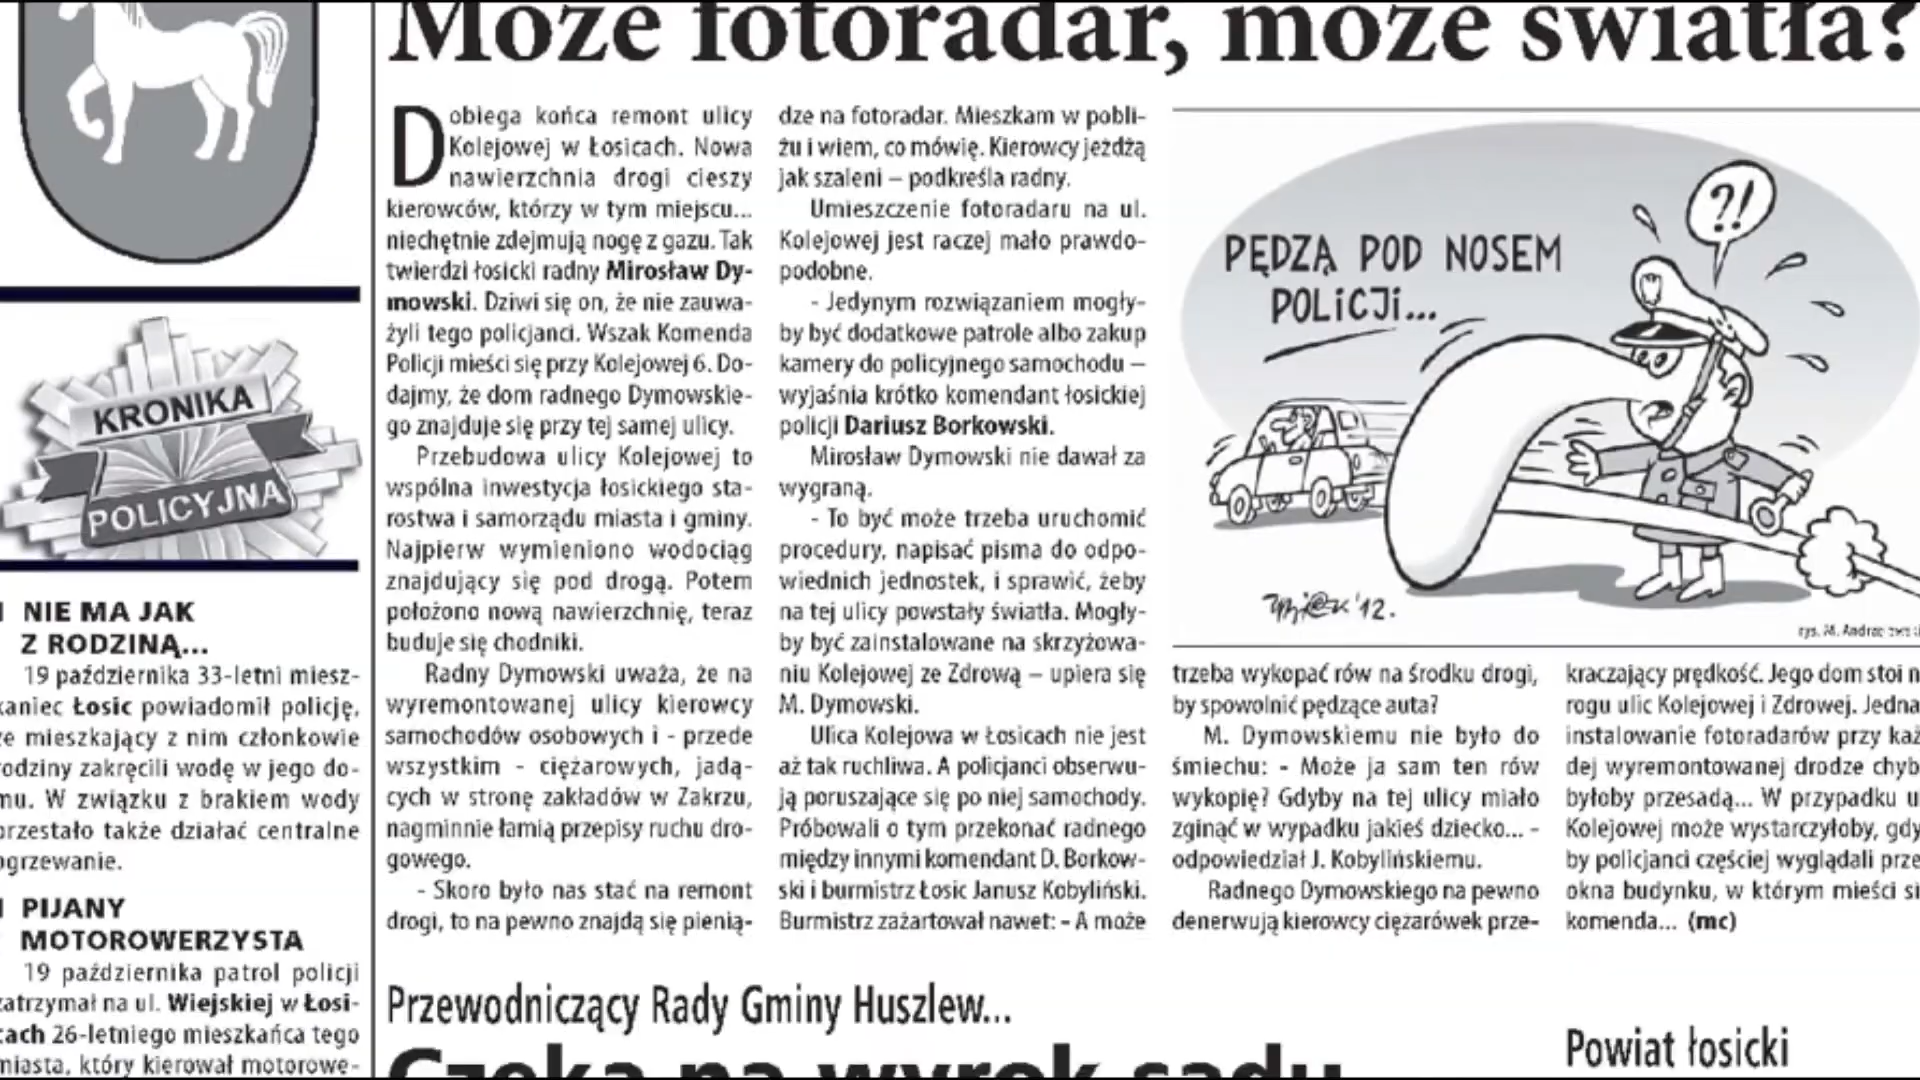 Może fotoradar, może światła?
Dobiega końca remont ulicy
Kolejowej w Łosicach. Nowa
nawierzchnia drogi cieszy
kierowców, którzy w tym miejscu...
niechętnie zdejmują nogę z gazu. Tak
twierdzi łosicki radny Mirosław Dy-
mowski. Dziwi się on, że nie zauwa-
żyli tego policjanci. Wszak Komenda
Policji mieści się przy Kolejowej 6. Do-
dajmy, że dom radnego Dymowskie-
go znajduje się przy tej samej ulicy.
Przebudowa ulicy Kolejowej to
wspólna inwestycja łosickiego sta-
rostwa i samorządu miasta i gminy.
Najpierw wymieniono wodociąg
znajdujący się pod drogą. Potem
położono nową nawierzchnię, teraz
buduje się chodniki.
Radny Dymowski uważa, że na
wyremontowanej ulicy kierowcy
samochodów osobowych i - przede
wszystkim - ciężarowych, jadą-
cych w stronę zakładów w Zakrzu,
nagminnie łamią przepisy ruchu dro-
gowego.
- Skoro było nas stać na remont
drogi, to na pewno znajdą się pienią-
dze na fotoradar. Mieszkam w pobli-
żu i wiem, co mówię. Kierowcy jeżdżą
jak szaleni – podkreśla radny.
Umieszczenie fotoradaru na ul.
Kolejowej jest raczej mało prawdo-
podobne.
- Jedynym rozwiązaniem mogły-
by być dodatkowe patrole albo zakup
kamery do policyjnego samochodu –
wyjaśnia krótko komendant łosickiej
policji Dariusz Borkowski.
Mirosław Dymowski nie dawał za
wygraną.
- To być może trzeba uruchomić
procedury, napisać pisma do odpo-
wiednich jednostek, i sprawić, żeby
na tej ulicy powstały światła. Mogły-
by być zainstalowane na skrzyżowa-
niu Kolejowej ze Zdrową – upiera się
M. Dymowski.
Ulica Kolejowa w Łosicach nie jest
aż tak ruchliwa. A policjanci obserwu-
ją poruszające się po niej samochody.
Próbowali o tym przekonać radnego
między innymi komendant D. Borkow-
ski i burmistrz Łosic Janusz Kobyliński.
Burmistrz zażartował nawet: - A może
PĘDZĄ POD NOSEM
POLiCJi...
?!
'12.
rys. M. Andrzejewski
trzeba wykopać rów na środku drogi,
by spowolnić pędzące auta?
M. Dymowskiemu nie było do
śmiechu: - Może ja sam ten rów
wykopię? Gdyby na tej ulicy miało
zginąć w wypadku jakieś dziecko... -
odpowiedział J. Kobylińskiemu.
Radnego Dymowskiego na pewno
denerwują kierowcy ciężarówek prze-
kraczający prędkość. Jego dom stoi n
rogu ulic Kolejowej i Zdrowej. Jedna
instalowanie fotoradarów przy każ
dej wyremontowanej drodze chyb
byłoby przesadą... W przypadku u
Kolejowej może wystarczyłoby, gdy
by policjanci częściej wyglądali prze
okna budynku, w którym mieści si
komenda... (mc)
KRONIKA
POLICYJNA
NIE MA JAK
Z RODZINĄ...
19 października 33-letni miesz-
kaniec Łosic powiadomił policję,
że mieszkający z nim członkowie
rodziny zakręcili wodę w jego do-
mu. W związku z brakiem wody
przestało także działać centralne
ogrzewanie.
PIJANY
MOTOROWERZYSTA
19 października patrol policji
zatrzymał na ul. Wiejskiej w Łosi-
cach 26-letniego mieszkańca tego
miasta, który kierował motorowe-
Przewodniczący Rady Gminy Huszlew...
Czeka na wyrok sądu
Powiat łosicki